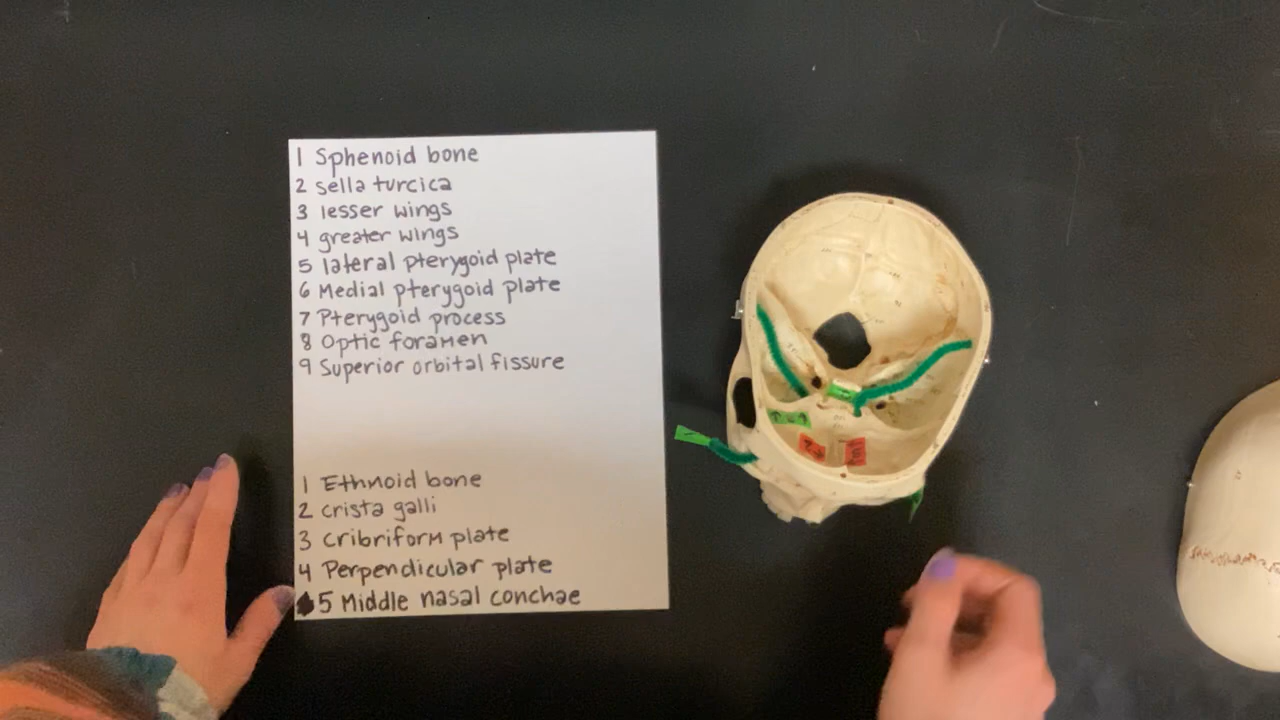 1 Sphenoid bone
2 sella turcica
3 lesser wings
4 greater wings
5 lateral pterygoid plate
6 Medial pterygoid plate
7 Pterygoid process
8 Optic foramen
9 Superior orbital fissure
1 Ethmoid bone
2 crista galli
3 Cribriform plate
4 Perpendicular plate
5 Middle nasal conchae